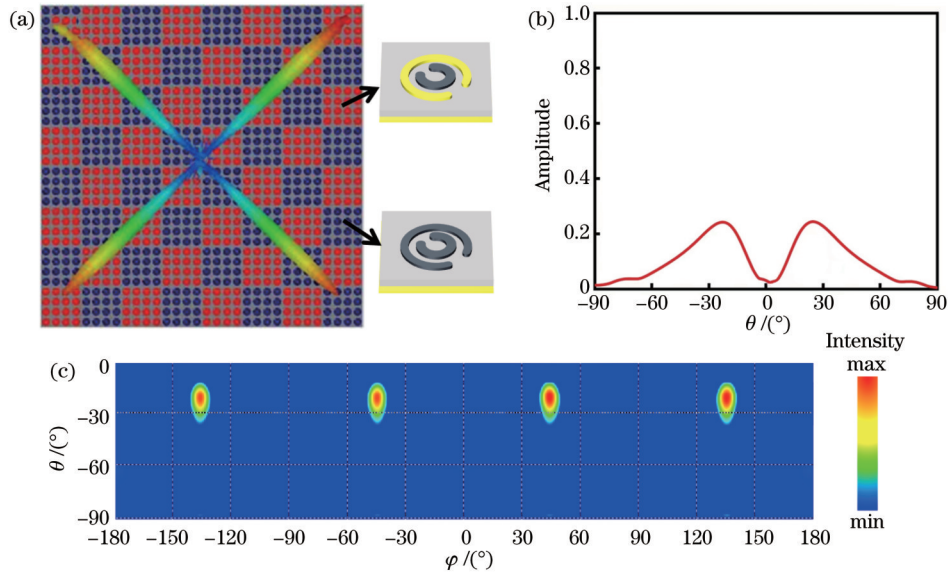 (a)
(b)
1.0
0.8
0.6
0.4
0.2
0
Amplitude
−90 −60 −30 0 30 60 90
θ /(°)
(c)
0
−30
−60
−90
θ /(°)
−180 −150 −120 −90 −60 −30 0 30 60 90 120 150 180
φ /(°)
Intensity
max
min